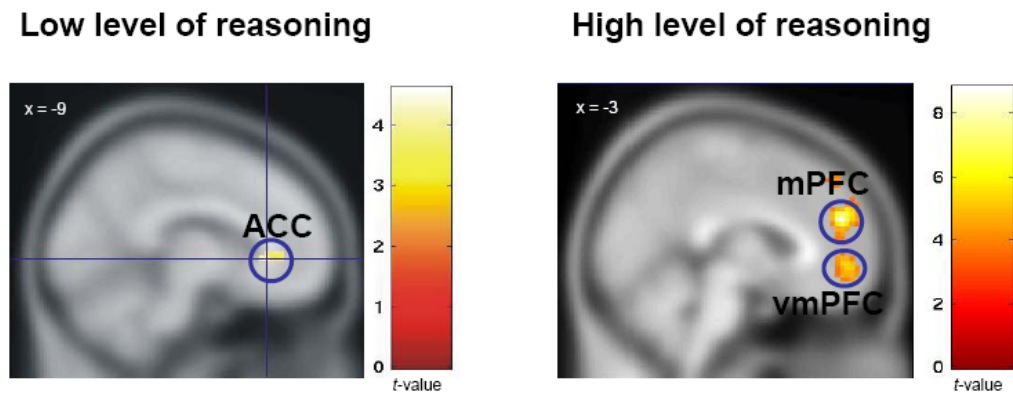 Low level of reasoning
High level of reasoning
x = -9
ACC
4
3
2
1
0
t-value
x = -3
mPFC
vmPFC
8
6
4
2
0
t-value